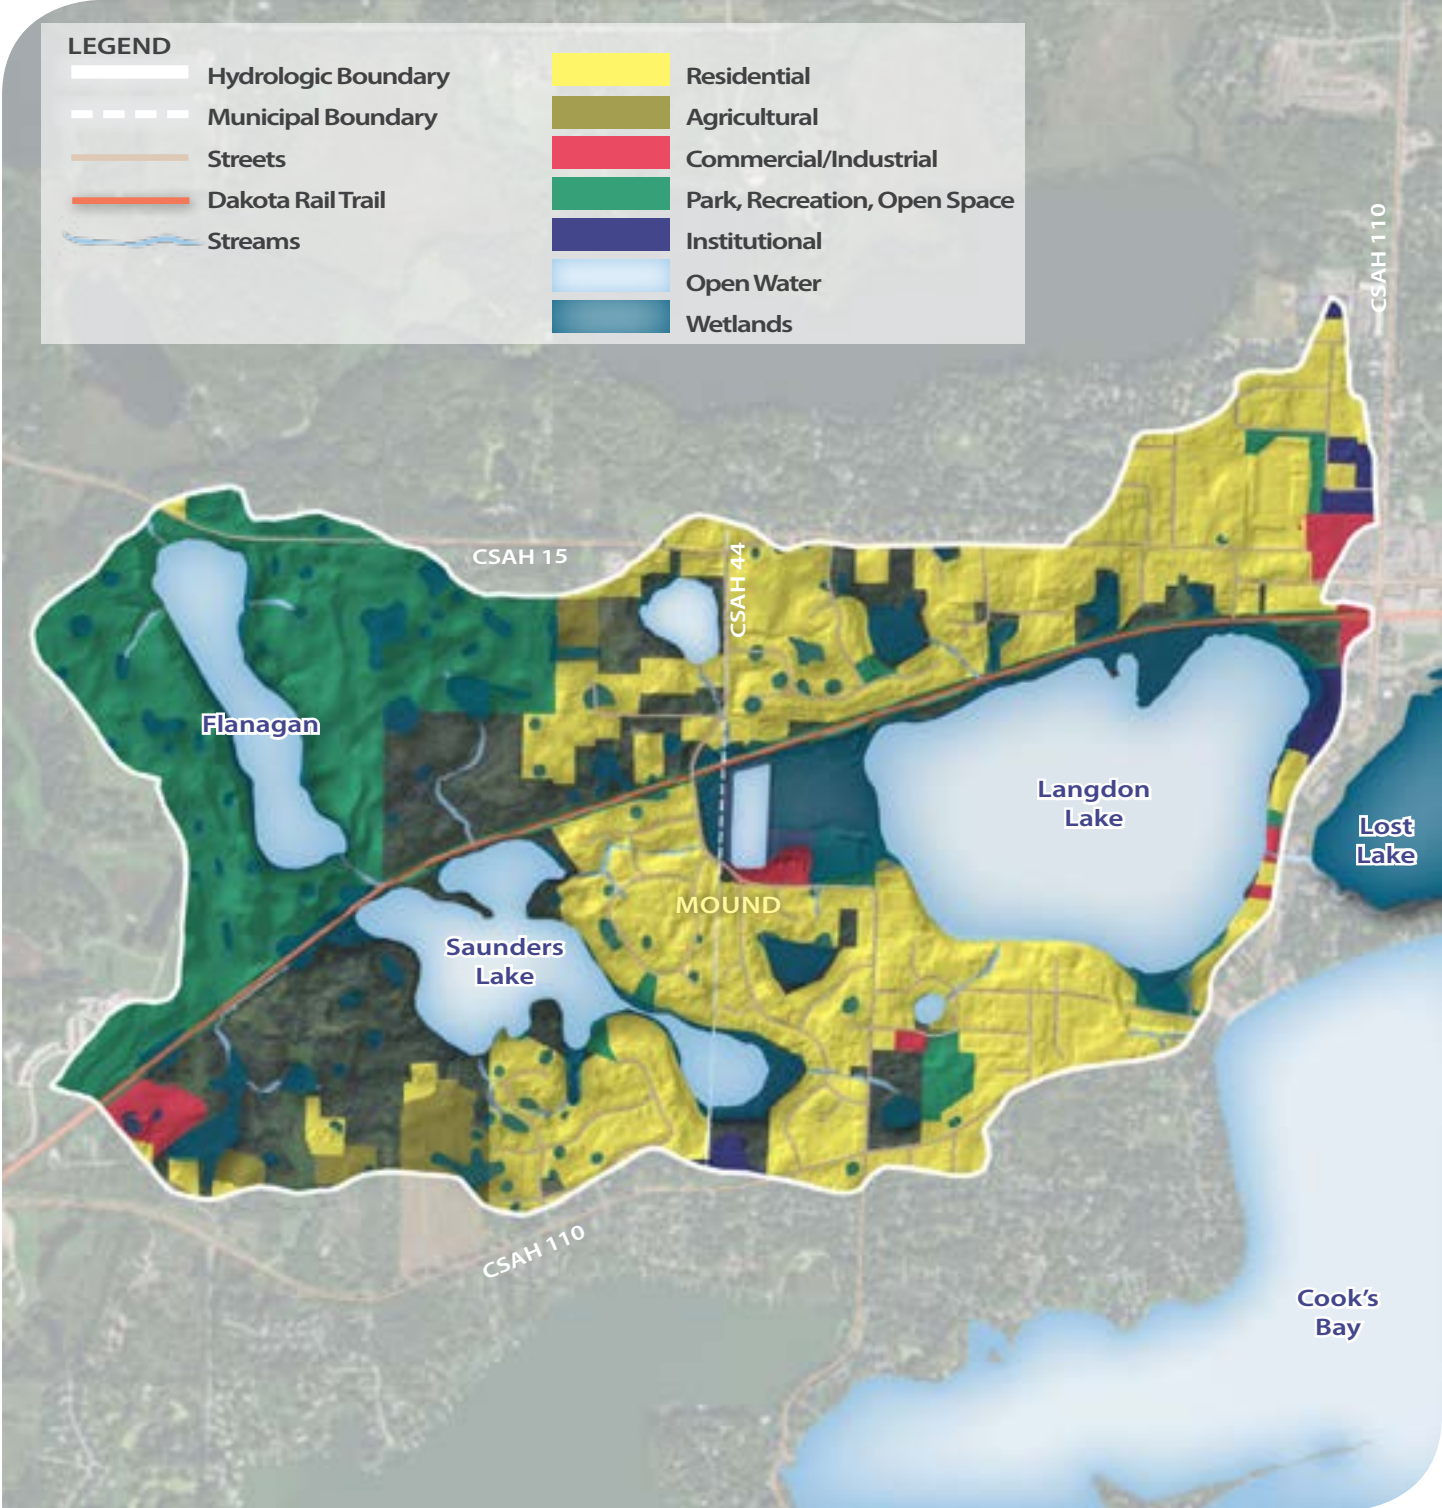 LEGEND
Hydrologic Boundary
Municipal Boundary
Streets
Dakota Rail Trail
Streams
Residential
Agricultural
Commercial/Industrial
Park, Recreation, Open Space
Institutional
Open Water
Wetlands
CSAH 110
CSAH 15
CSAH 44
Flanagan
Langdon
Lake
Lost
Lake
MOUND
Saunders
Lake
CSAH 110
Cook's
Bay